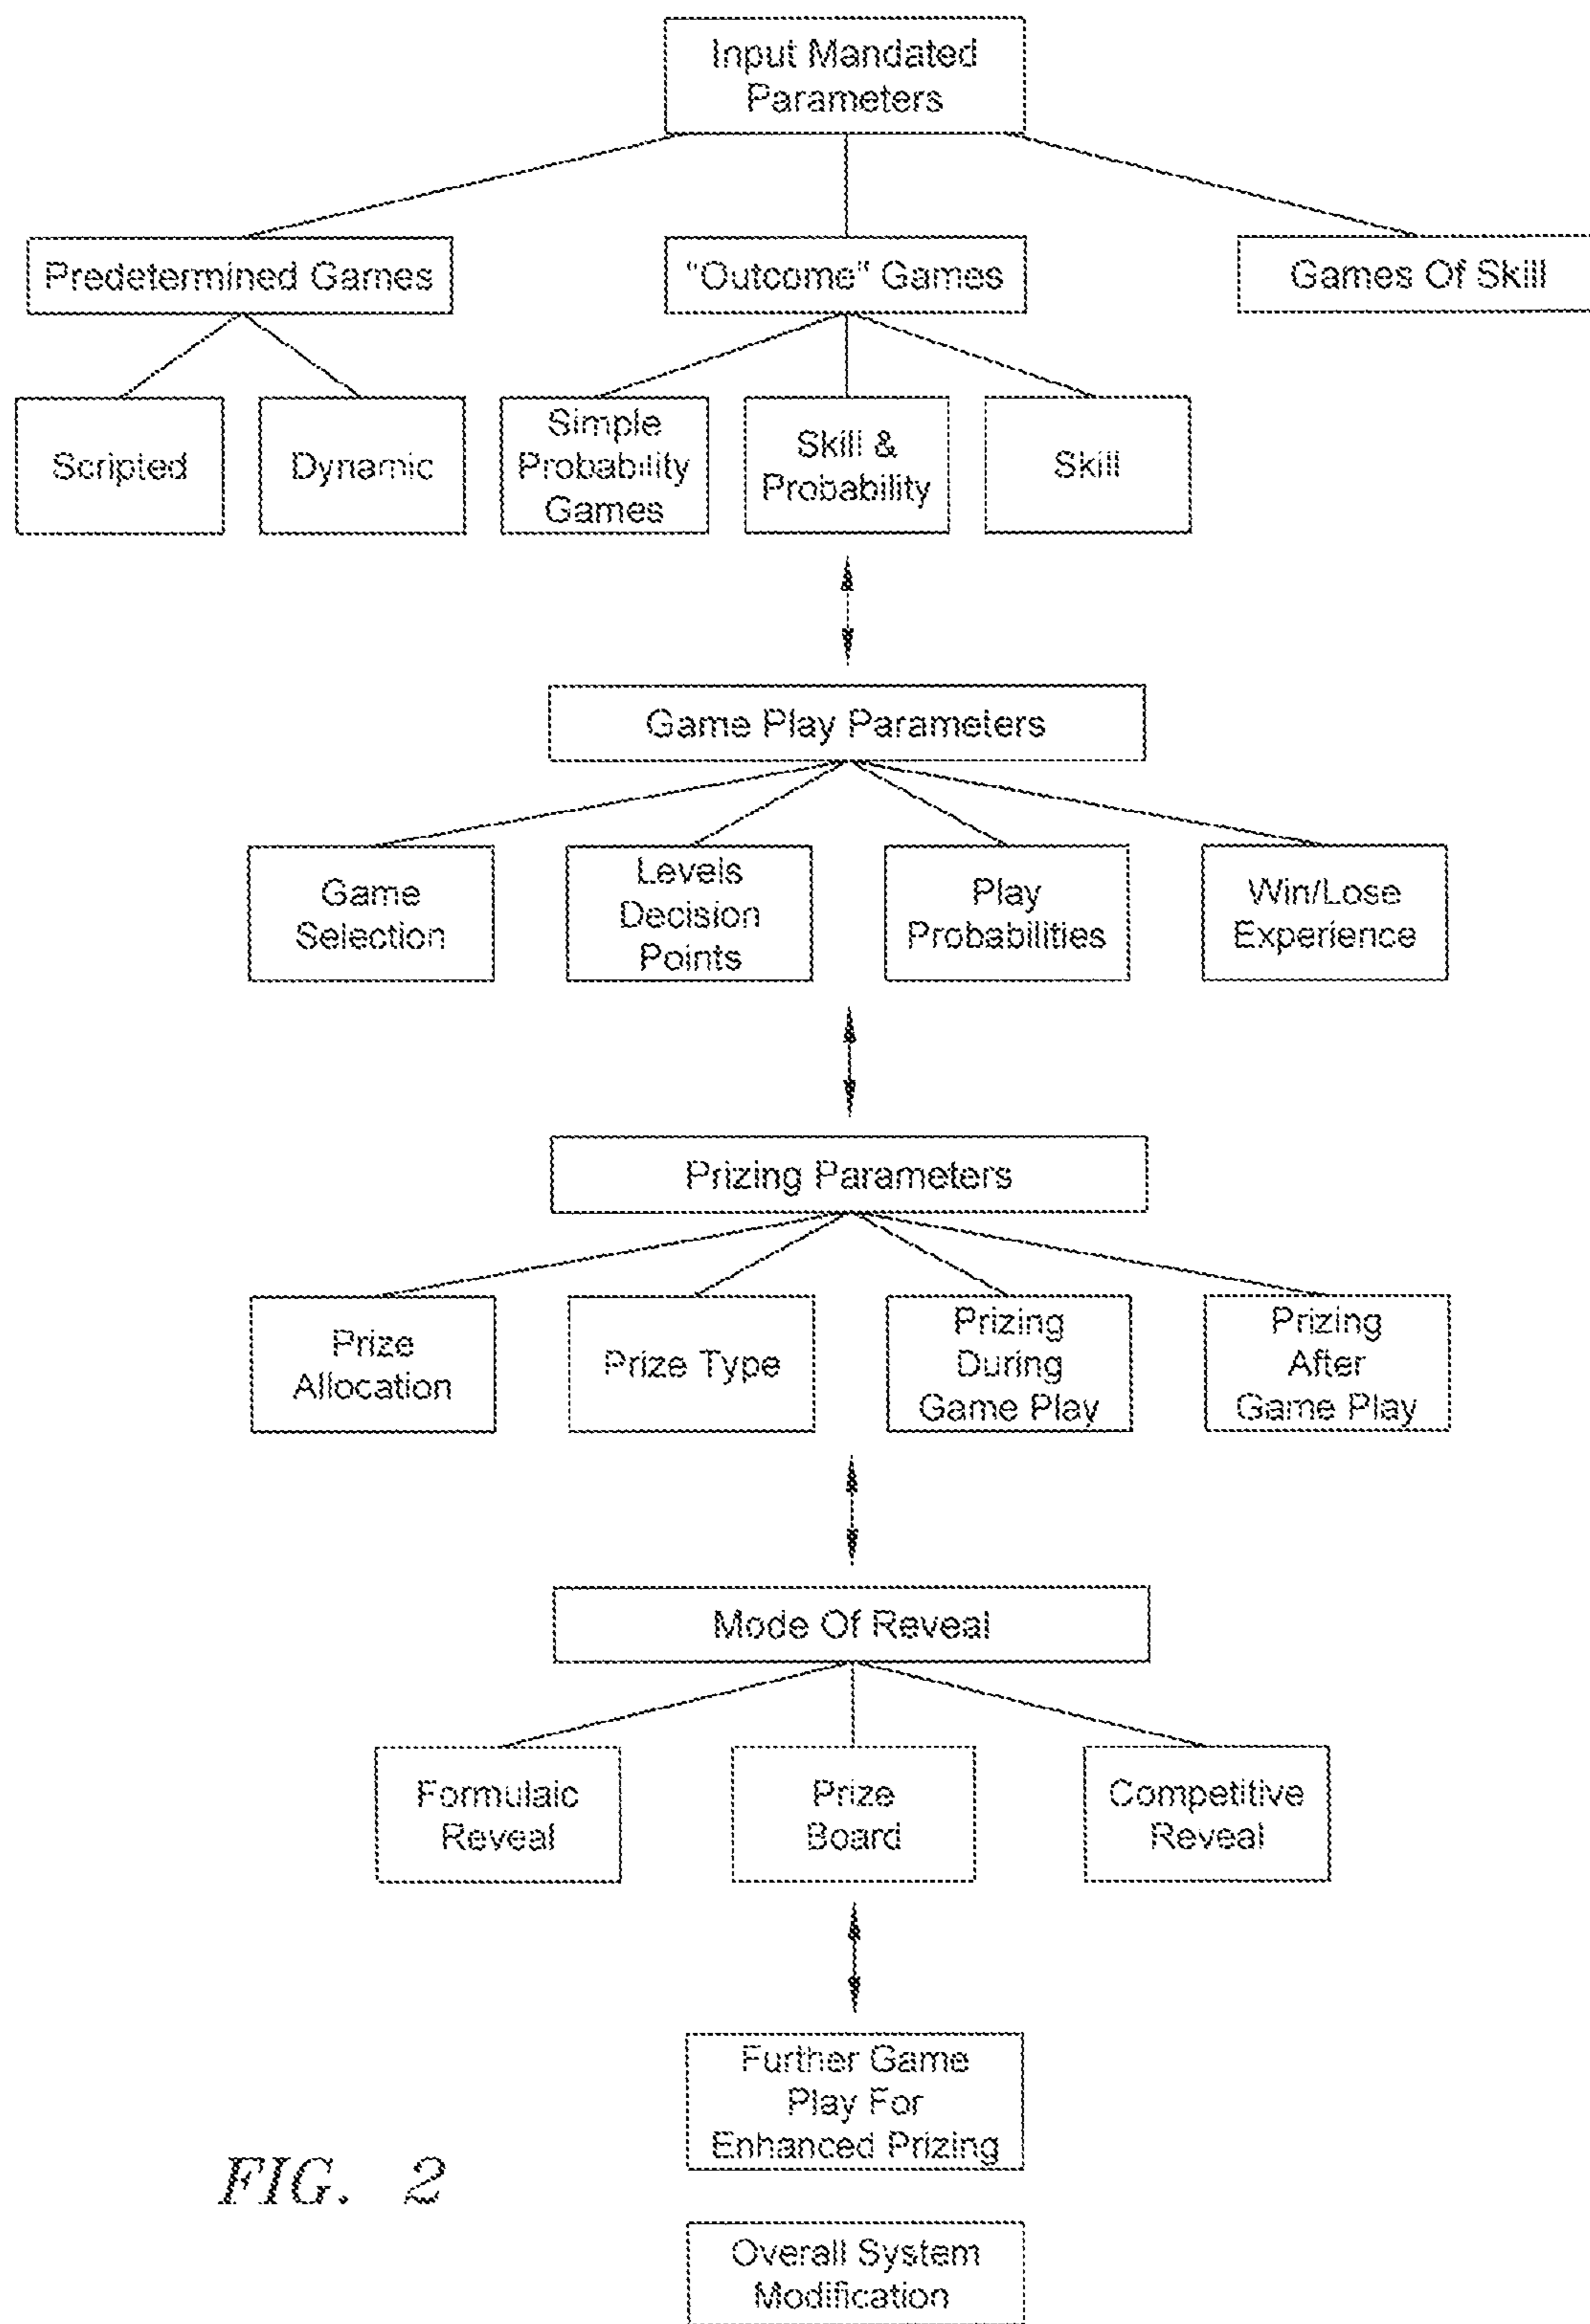 Input Mandated
Parameters
Predetermined Games
"Outcome" Games
Games Of Skill
Scripted
Dynamic
Simple
Probability
Games
Skill &
Probability
Skill
Game Play Parameters
Game
Selection
Levels
Decision
Points
Play
Probabilities
Win/Lose
Experience
Prizing Parameters
Prize
Allocation
Prize Type
Prizing
During
Game Play
Prizing
After
Game Play
Mode Of Reveal
Formulaic
Reveal
Prize
Board
Competitive
Reveal
Further Game
Play For
Enhanced Prizing
FIG. 2
Overall System
Modification